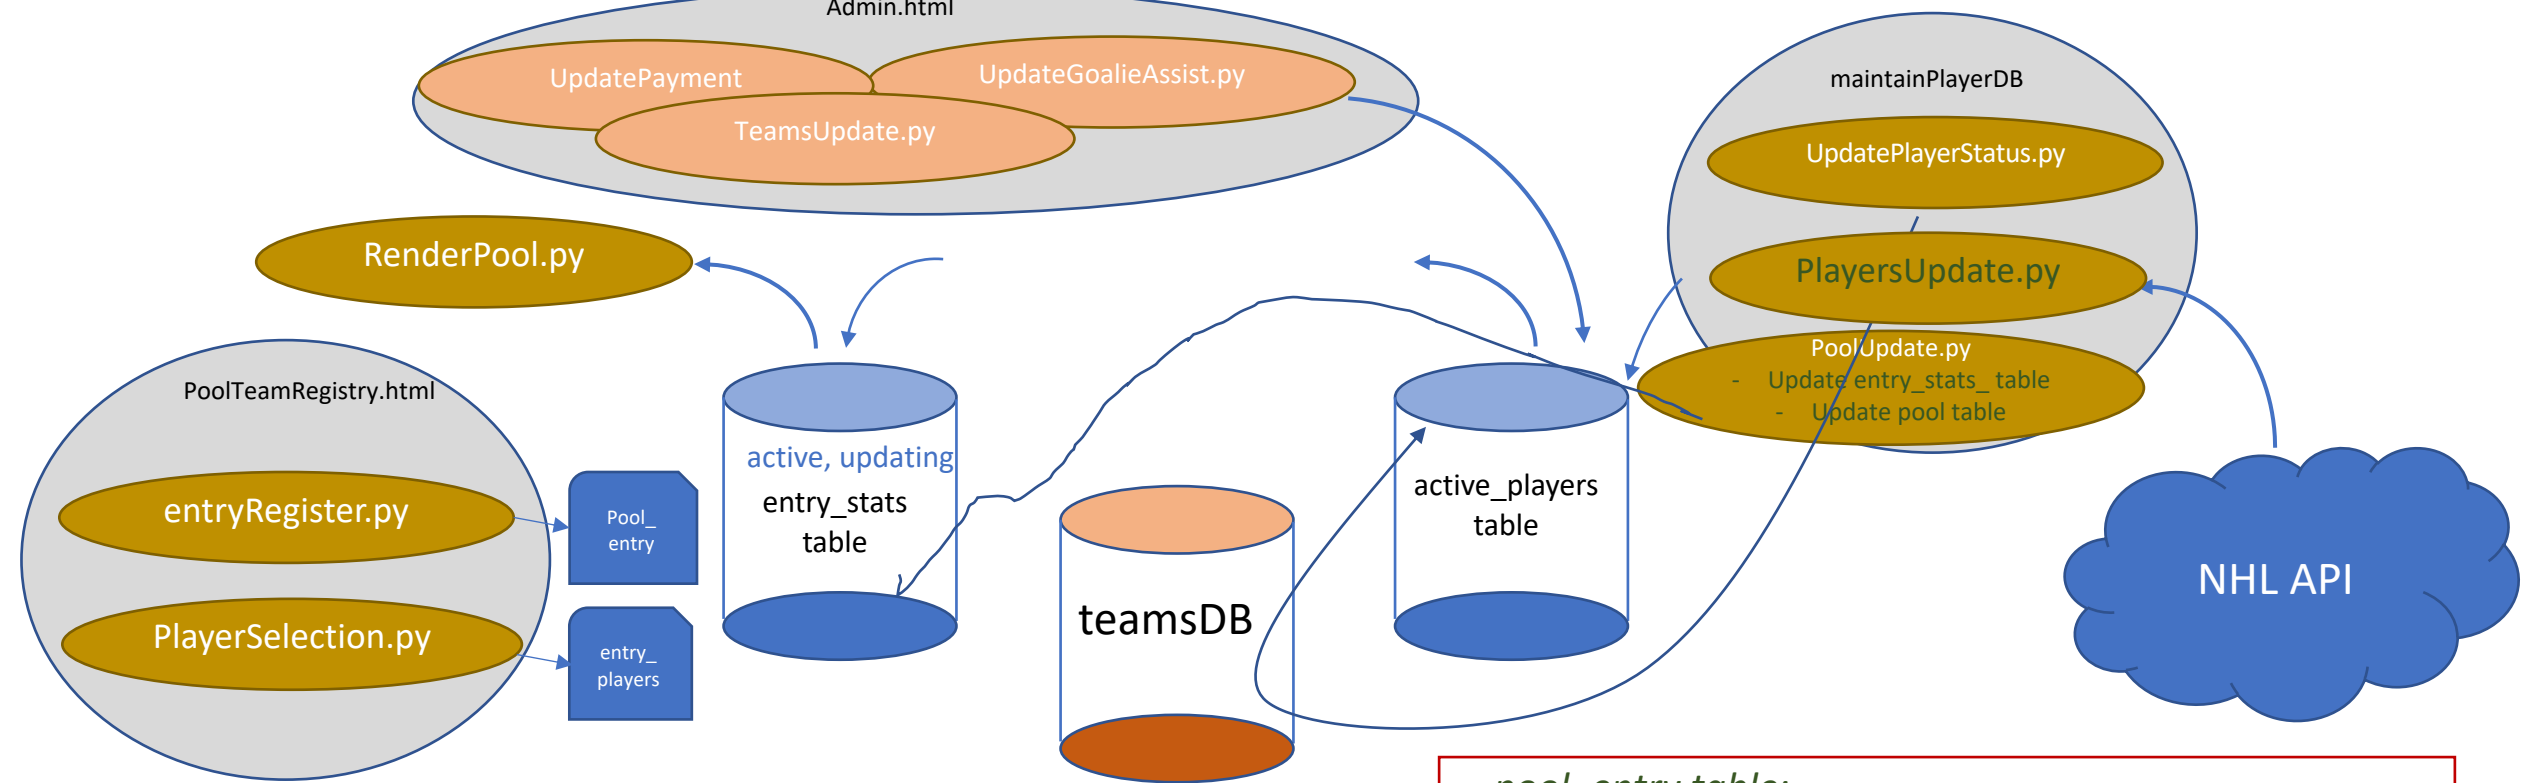 Admin.html
UpdatePayment
UpdateGoalieAssist.py
TeamsUpdate.py
maintainPlayerDB
UpdatePlayerStatus.py
PlayersUpdate.py
PoolUpdate.py
- Update entry_stats_ table
- Update pool table
RenderPool.py
PoolTeamRegistry.html
entryRegister.py
PlayerSelection.py
Pool_
entry
entry_
players
active, updating
entry_stats
table
teamsDB
active_players
table
NHL API
pool_entry table: